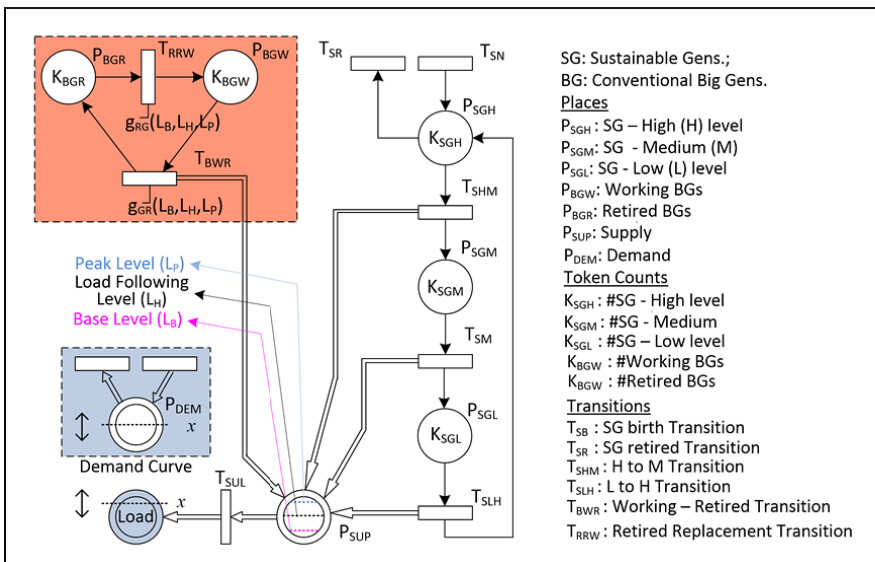 P_BGR
T_RRW
P_BGW
K_BGR
K_BGW
g_RG(L_B,L_H,L_P)
T_BWR
g_GR(L_B,L_H,L_P)
T_SR
T_SN
P_SGH
K_SGH
T_SHM
P_SGM
K_SGM
T_SM
P_SGL
K_SGL
T_SLH
Peak Level (L_P)
Load Following
Level (L_H)
Base Level (L_B)
P_DEM
x
Demand Curve
T_SUL
x
Load
P_SUP
SG: Sustainable Gens.;
BG: Conventional Big Gens.
Places
P_SGH : SG – High (H) level
P_SGM: SG - Medium (M)
P_SGL: SG - Low (L) level
P_BGW: Working BGs
P_BGR: Retired BGs
P_SUP: Supply
P_DEM: Demand
Token Counts
K_SGH: #SG - High level
K_SGM: #SG - Medium
K_SGL: #SG – Low level
K_BGW: #Working BGs
K_BGW: #Retired BGs
Transitions
T_SB : SG birth Transition
T_SR : SG retired Transition
T_SHM: H to M Transition
T_SLH: L to H Transition
T_BWR: Working – Retired Transition
T_RRW: Retired Replacement Transition